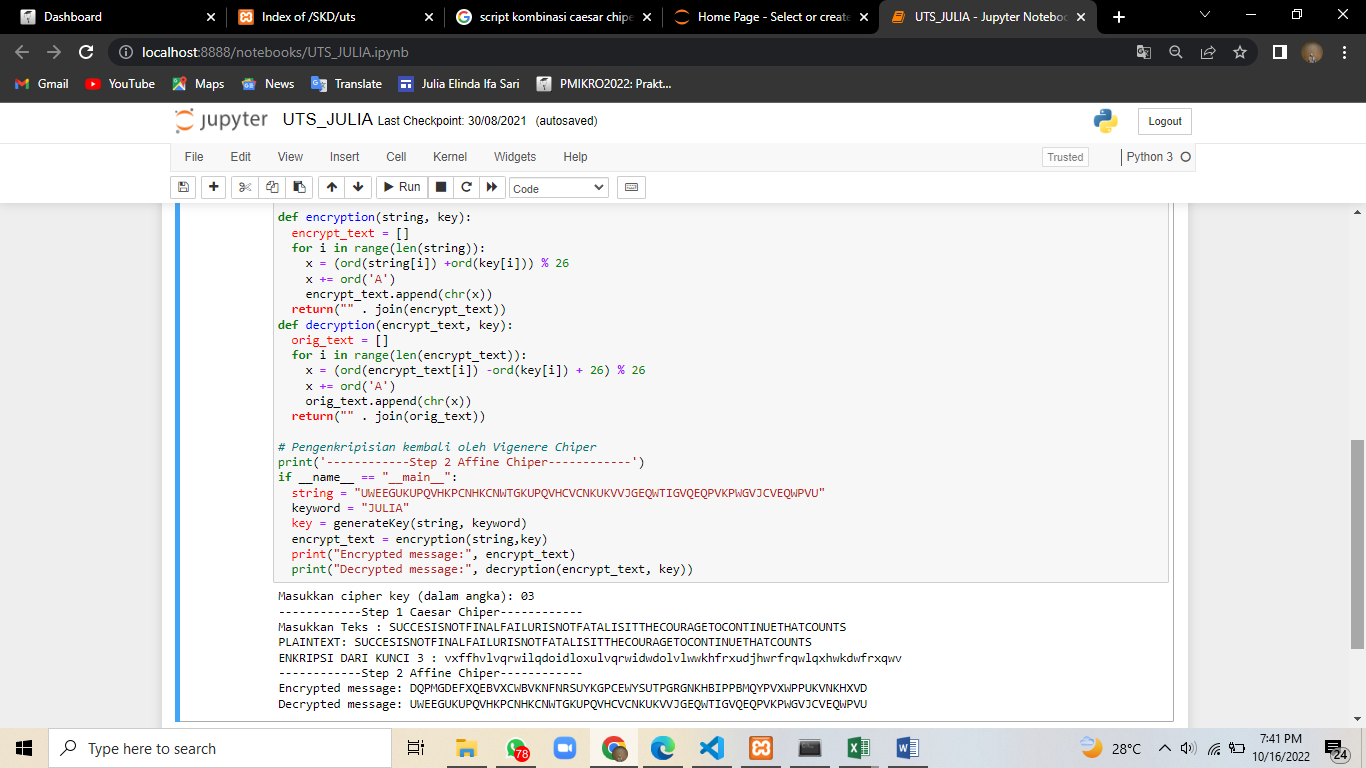 Dashboard
Index of /SKD/uts
script kombinasi caesar chipe
Home Page - Select or create
UTS_JULIA - Jupyter Noteboo
localhost:8888/notebooks/UTS_JULIA.ipynb
Gmail
YouTube
Maps
News
Translate
Julia Elinda Ifa Sari
PMIKRO2022: Prakt...
jupyter
UTS_JULIA Last Checkpoint: 30/08/2021 (autosaved)
Logout
File Edit View Insert Cell Kernel Widgets Help
Trusted
Python 3
Run
Code
def encryption(string, key):
encrypt_text = []
for i in range(len(string)):
x = (ord(string[i]) +ord(key[i])) % 26
x += ord('A')
encrypt_text.append(chr(x))
return("" . join(encrypt_text))
def decryption(encrypt_text, key):
orig_text = []
for i in range(len(encrypt_text)):
x = (ord(encrypt_text[i]) -ord(key[i]) + 26) % 26
x += ord('A')
orig_text.append(chr(x))
return("" . join(orig_text))
# Pengenkripisian kembali oleh Vigenere Chiper
print('------------Step 2 Affine Chiper------------')
if __name__ == "__main__":
string = "UWEEGUKUPQVHKPCNHKCNWTGKUPQVHCVCNKUKVVJGEQWTIGVQEQPVKPWGVJCVEQWPVU"
keyword = "JULIA"
key = generateKey(string, keyword)
encrypt_text = encryption(string,key)
print("Encrypted message:", encrypt_text)
print("Decrypted message:", decryption(encrypt_text, key))
Masukkan cipher key (dalam angka): 03
------------Step 1 Caesar Chiper------------
Masukkan Teks : SUCCESISNOTFINALFAILURISNOTFATALISITTHECOURAGETOCONTINUETHATCOUNTS
PLAINTEXT: SUCCESISNOTFINALFAILURISNOTFATALISITTHECOURAGETOCONTINUETHATCOUNTS
ENKRIPSI DARI KUNCI 3 : vxffhvlvqrwilqdoidloxulvqrwidwdolvlwwkhfrxudjhwrfrqwlqxhwkdwfrxqwv
------------Step 2 Affine Chiper------------
Encrypted message: DQPMGDEFXQEBVXCWBVKNFNRSUYKGPCEWYSUTPGRGNKHBIPPBMQYPVXWPPUKVNKHXVD
Decrypted message: UWEEGUKUPQVHKPCNHKCNWTGKUPQVHCVCNKUKVVJGEQWTIGVQEQPVKPWGVJCVEQWPVU
Type here to search
78
28°C
7:41 PM
10/16/2022
24